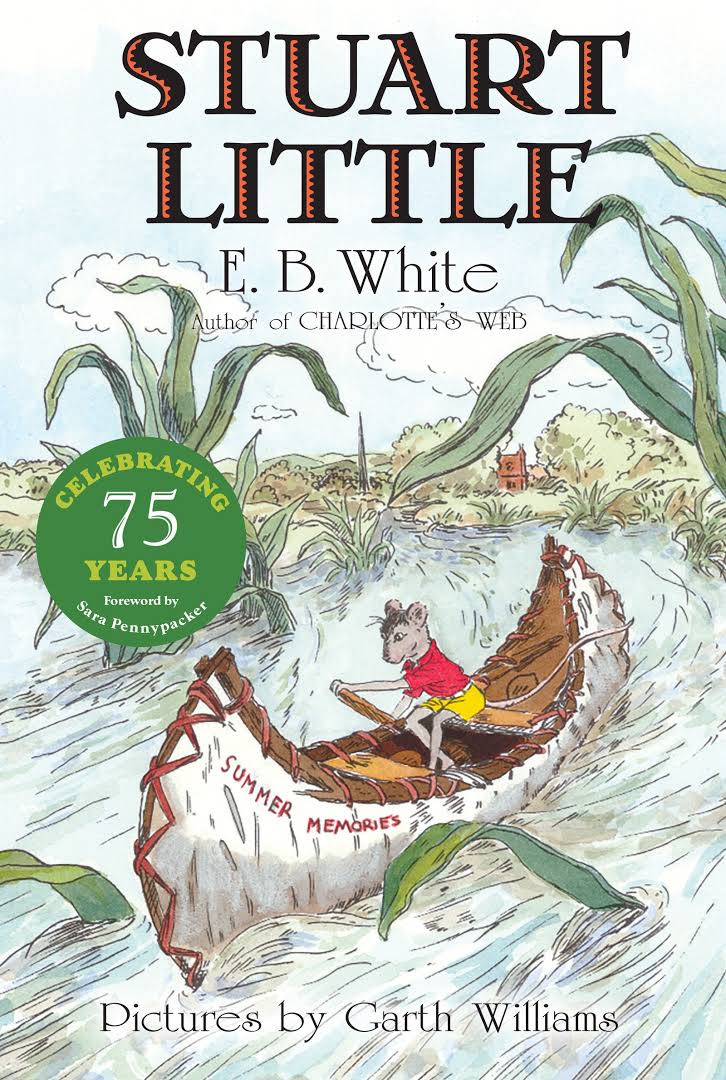 STUART
LITTLE
E. B. White
Author of CHARLOTTE'S WEB
CELEBRATING
75
YEARS
Foreword by
Sara Pennypacker
SUMMER MEMORIES
Pictures by Garth Williams